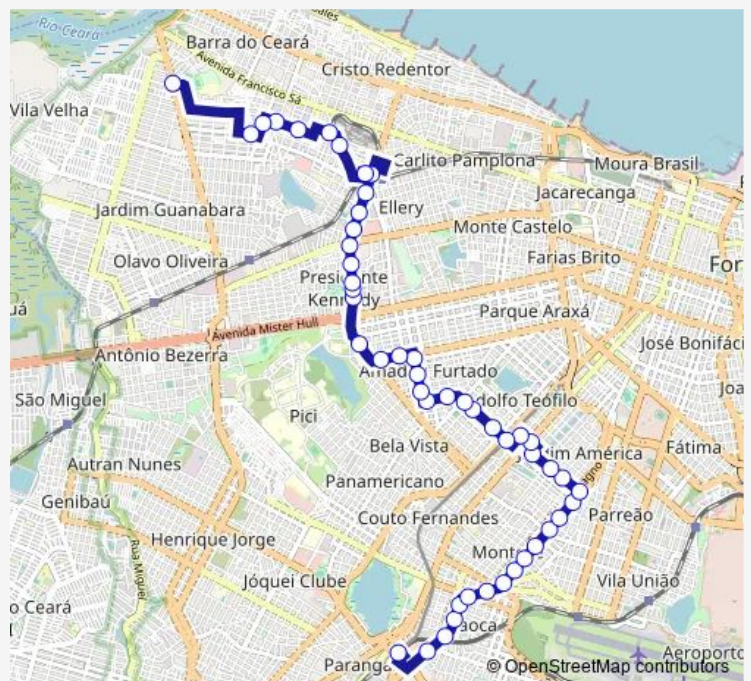 Rio Ceará
Barra do Ceará
Cristo Redentor
Avenida Francisco Sá
Vila Velha
Carlito Pamplona
Moura Brasil
Jacarecanga
Jardim Guanabara
Ellery
Monte Castelo
Farias Brito
Olavo Oliveira
For
Presidente
Kennedy
Parque Araxá
Avenida Mister Hull
José Bonifáci
Antônio Bezerra
Furtado
São Miguel
Pici
Bela Vista
Fátima
Autran Nunes
Panamericano
Genibaú
Couto Fernandes
Parreão
Henrique Jorge
Jóquei Clube
Vila União
o Ceará
Aeroporto
© OpenStreetMap contributors